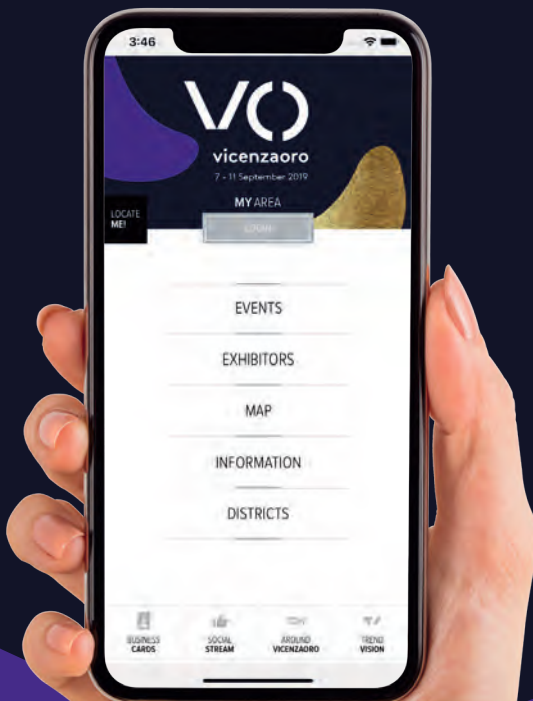 3:46
VO
vicenzaoro
7 - 11 September 2019
MY AREA
LOCATE
ME!
LOGIN
EVENTS
EXHIBITORS
MAP
INFORMATION
DISTRICTS
BUSINESS
CARDS
SOCIAL
STREAM
AROUND
VICENZAORO
TREND
VISION